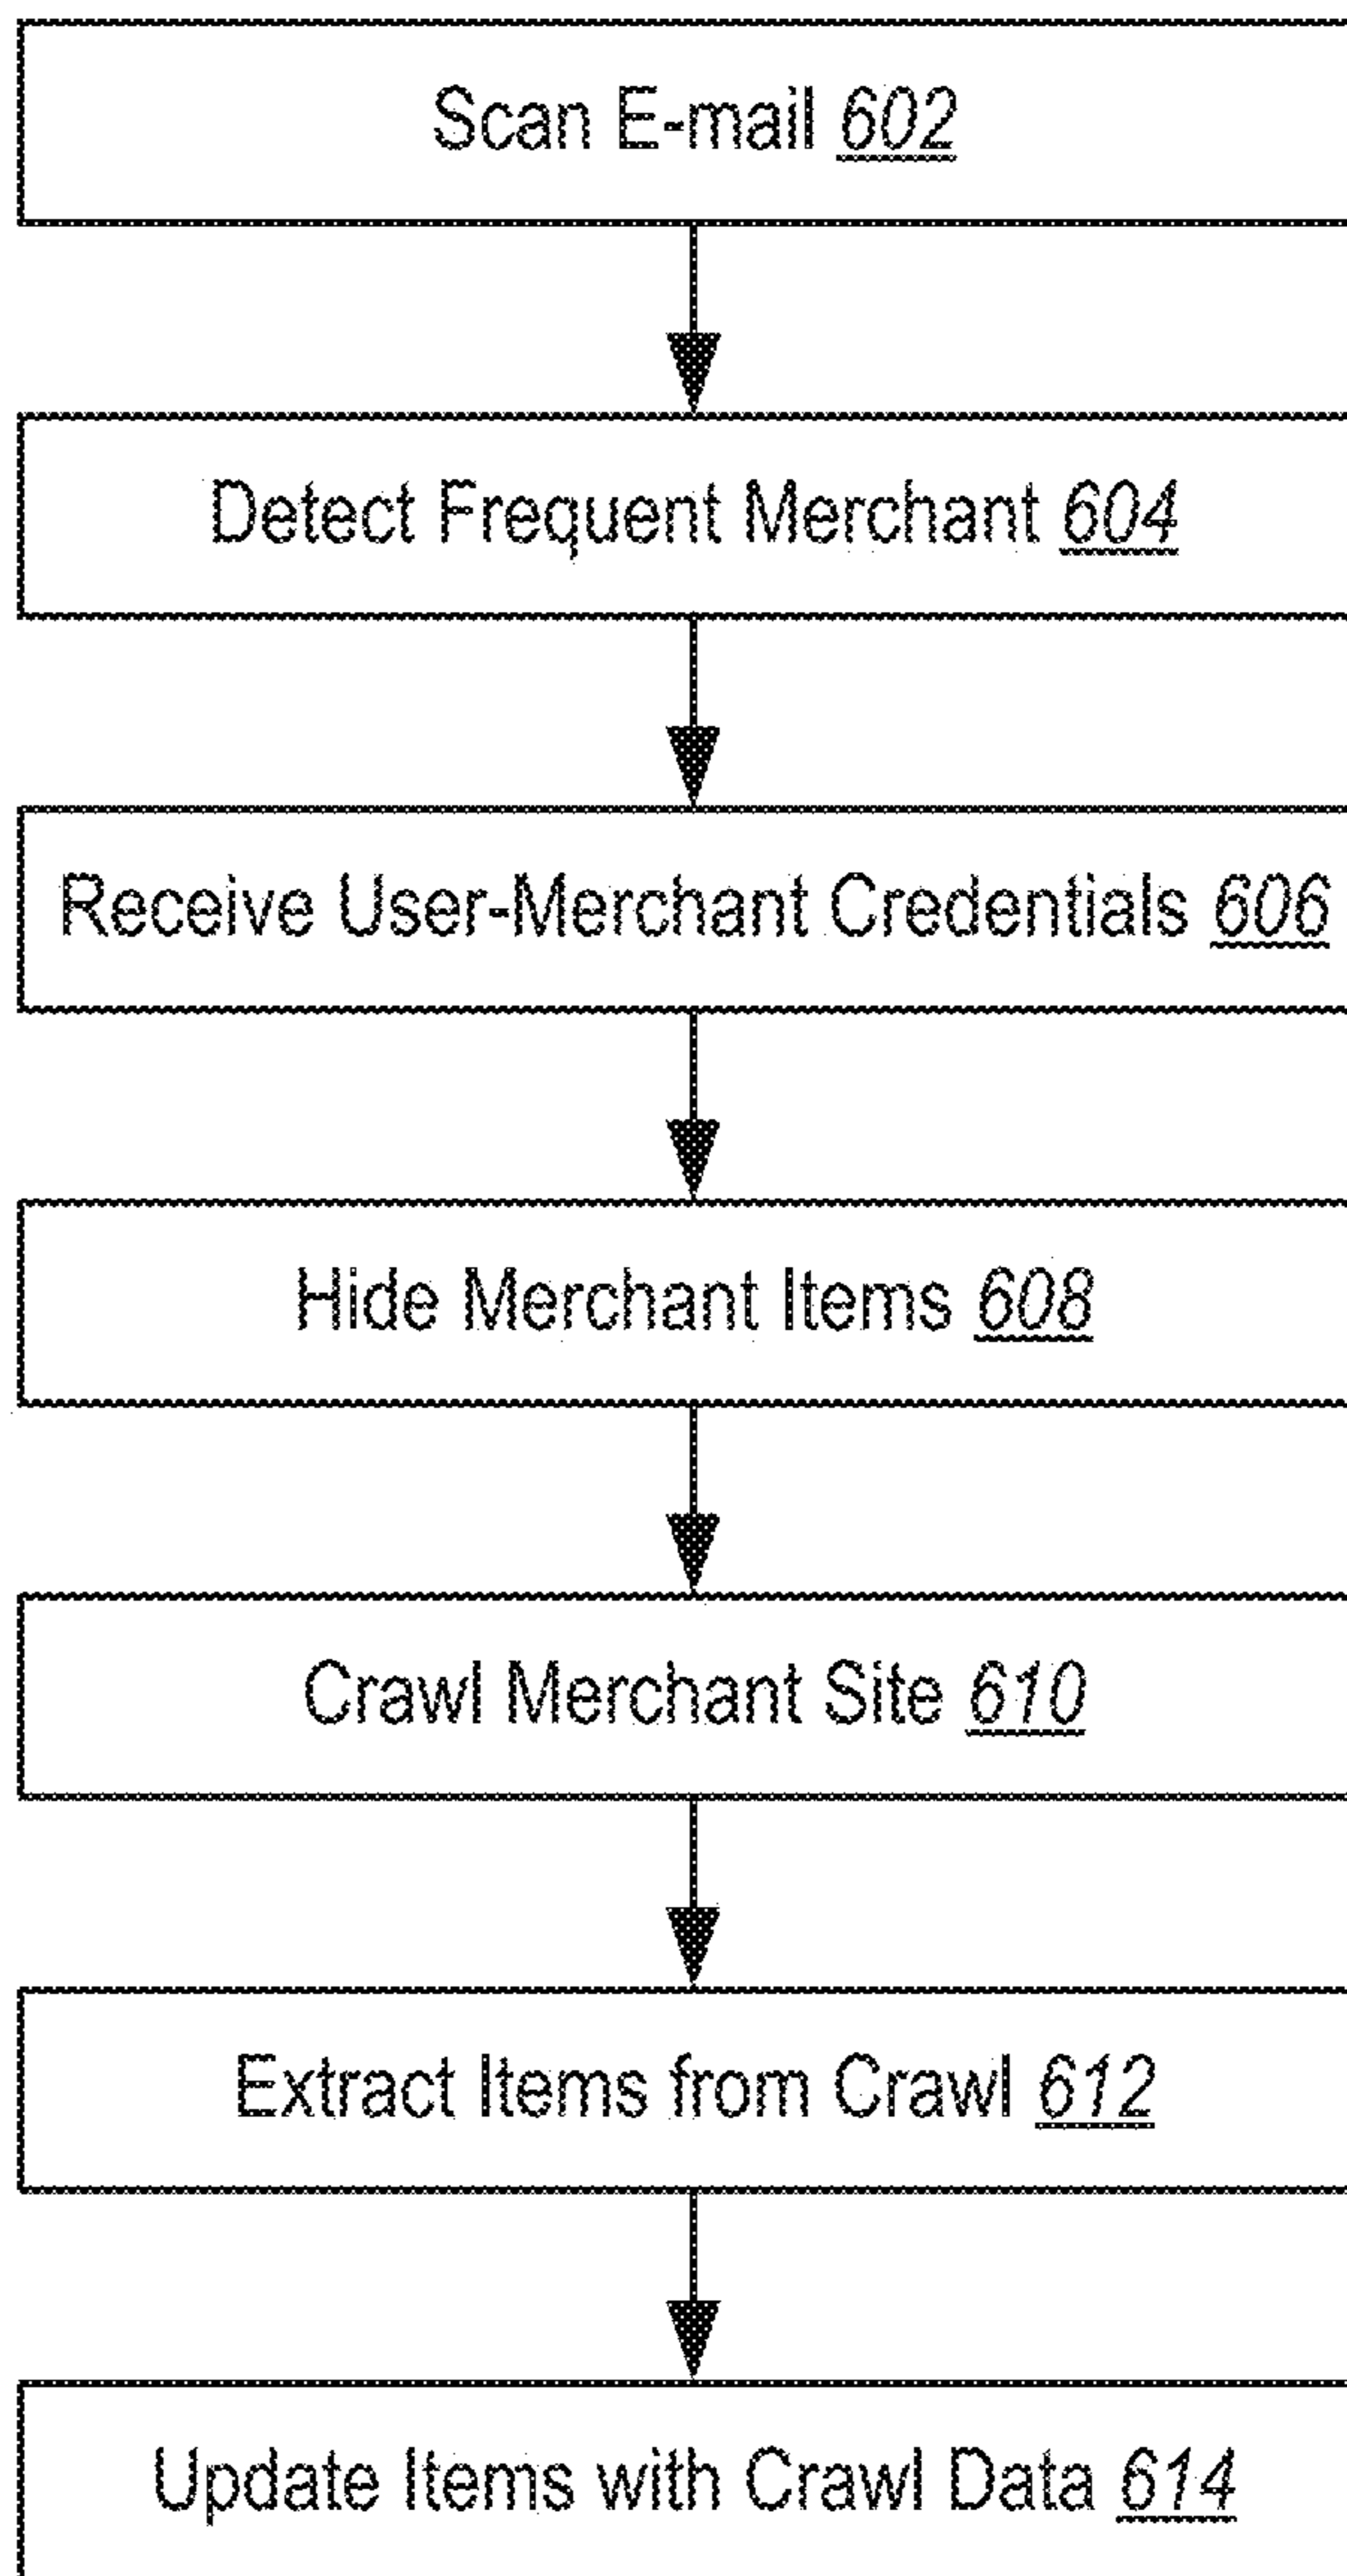 Scan E-mail 602
Detect Frequent Merchant 604
Receive User-Merchant Credentials 606
Hide Merchant Items 608
Crawl Merchant Site 610
Extract Items from Crawl 612
Update Items with Crawl Data 614